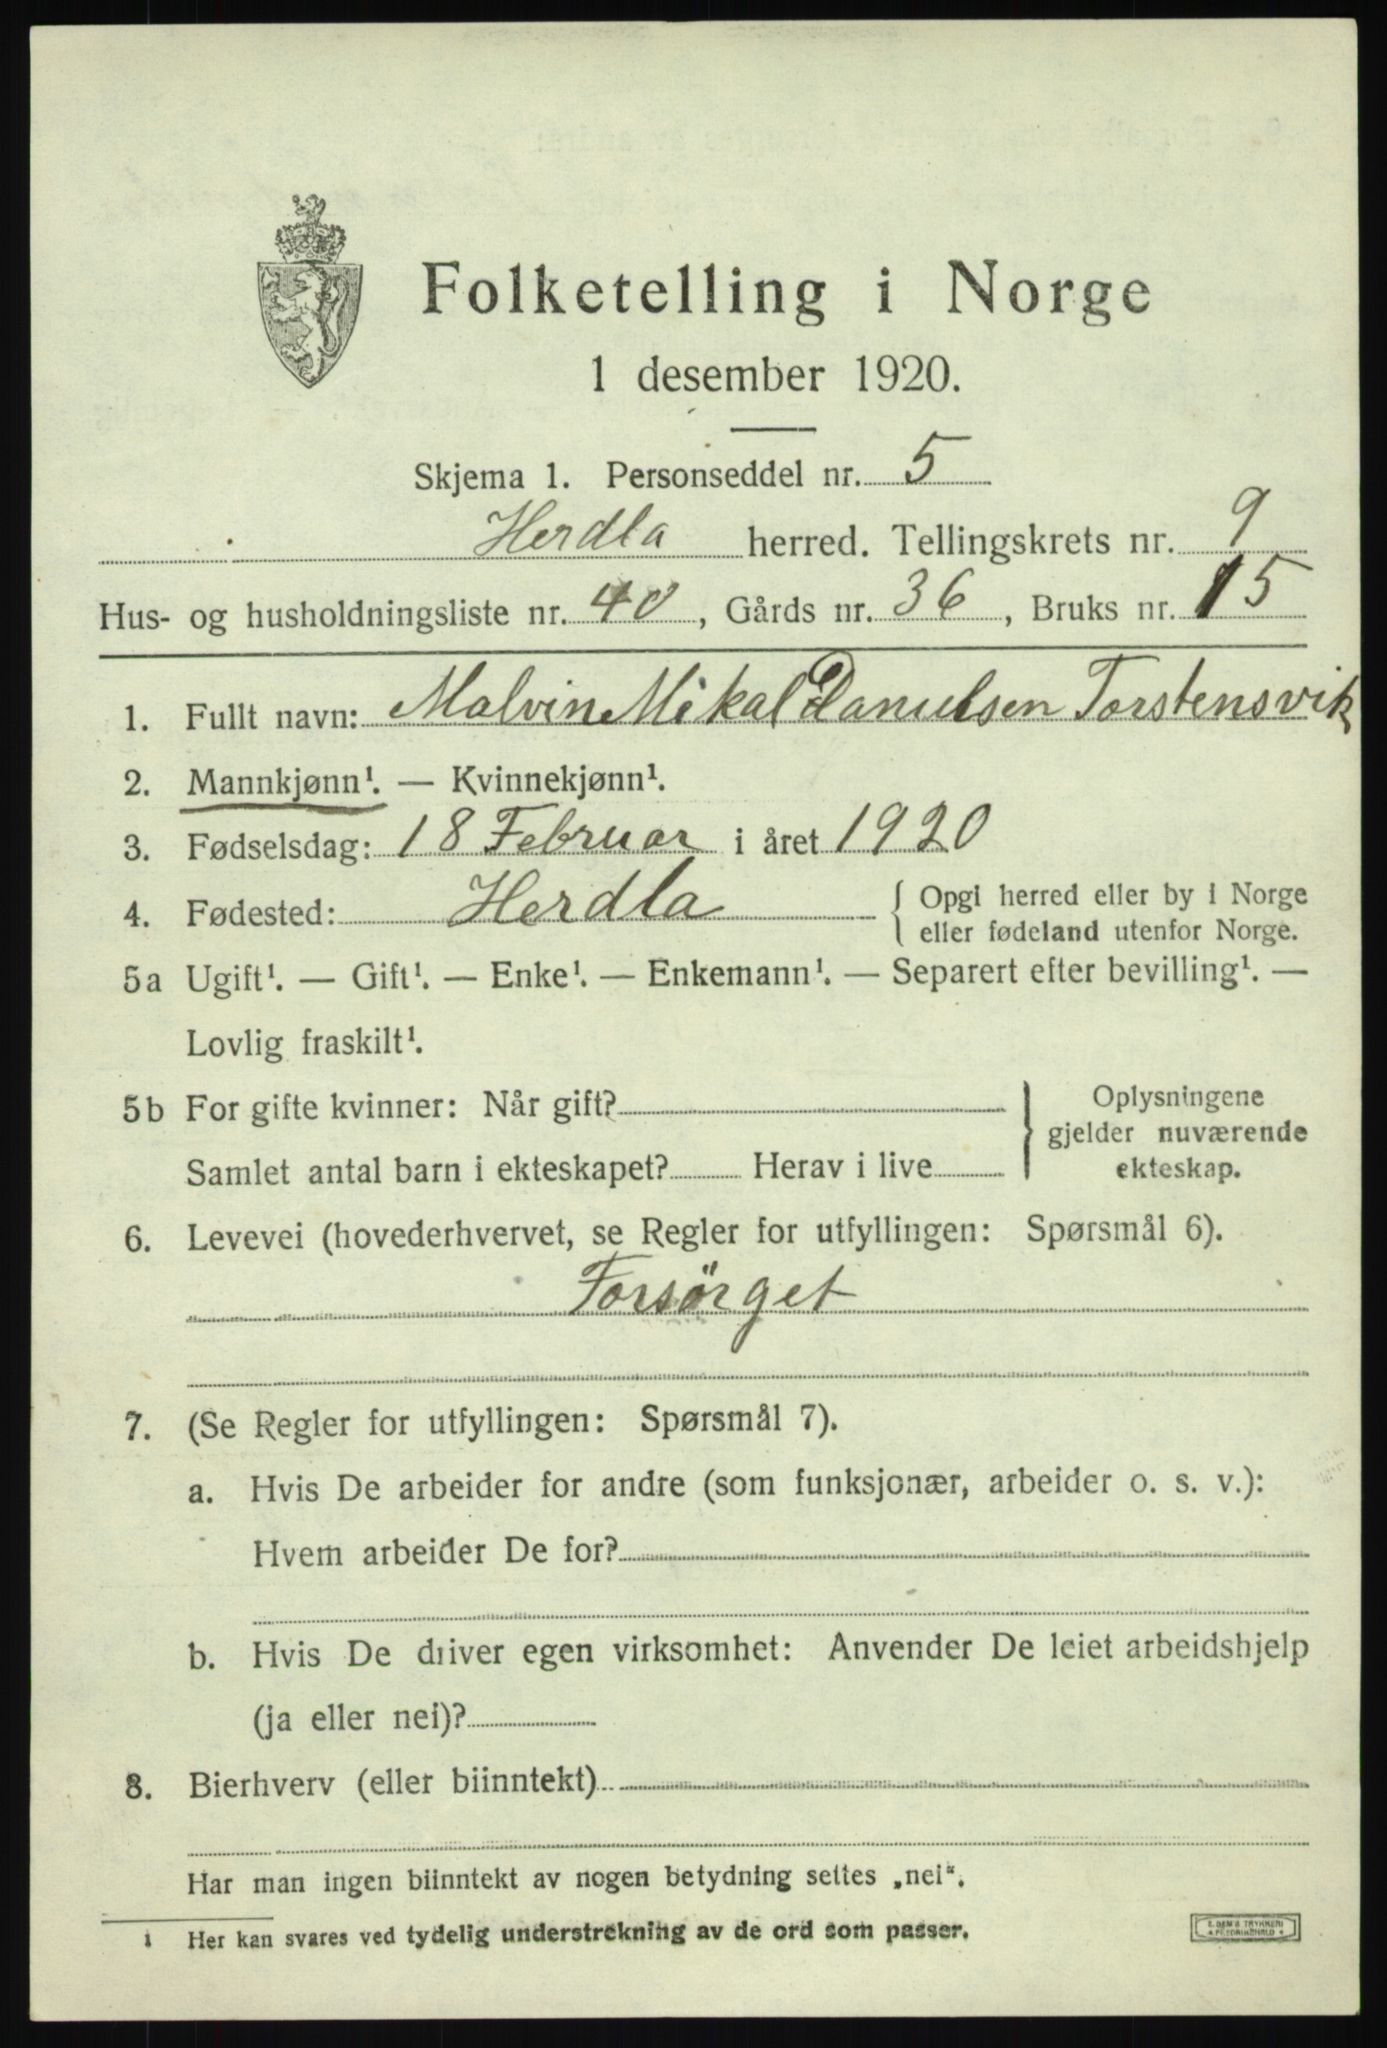 Folketelling i Norge
1 desember 1920.
Skjema 1. Personseddel nr. 5
Herdla herred. Tellingskrets nr. 9
Hus- og husholdningsliste nr. 40, Gårds nr. 36, Bruks nr. 15
1. Fullt navn: Malvin Mikal Danielsen Torstensvik
2. Mannkjønn¹. — Kvinnekjønn¹.
3. Fødselsdag: 18 Februar i året 1920
4. Fødested: Herdla { Opgi herred eller by i Norge
eller fødeland utenfor Norge.
5a Ugift¹. — Gift¹. — Enke¹. — Enkemann¹. — Separert efter bevilling¹. —
Lovlig fraskilt¹.
5b For gifte kvinner: Når gift?
Samlet antal barn i ekteskapet? Herav i live
} Oplysningene
gjelder nuværende
ekteskap.
6. Levevei (hovederhvervet, se Regler for utfyllingen: Spørsmål 6).
Forsörget
7. (Se Regler for utfyllingen: Spørsmål 7).
a. Hvis De arbeider for andre (som funksjonær, arbeider o. s. v.):
Hvem arbeider De for?
b. Hvis De driver egen virksomhet: Anvender De leiet arbeidshjelp
(ja eller nei)?
8. Bierhverv (eller biinntekt)
Har man ingen biinntekt av nogen betydning settes „nei“.
1 Her kan svares ved tydelig understrekning av de ord som passer.